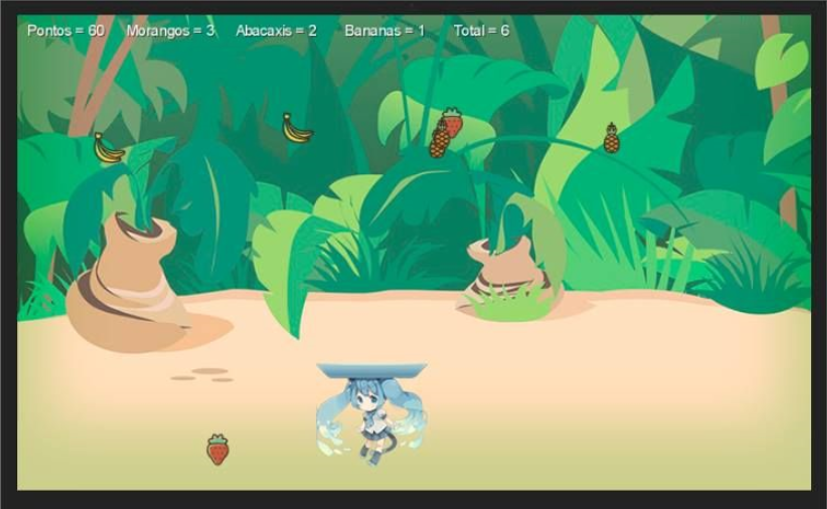 Pontos = 60 Morangos = 3 Abacaxis = 2 Bananas = 1 Total = 6